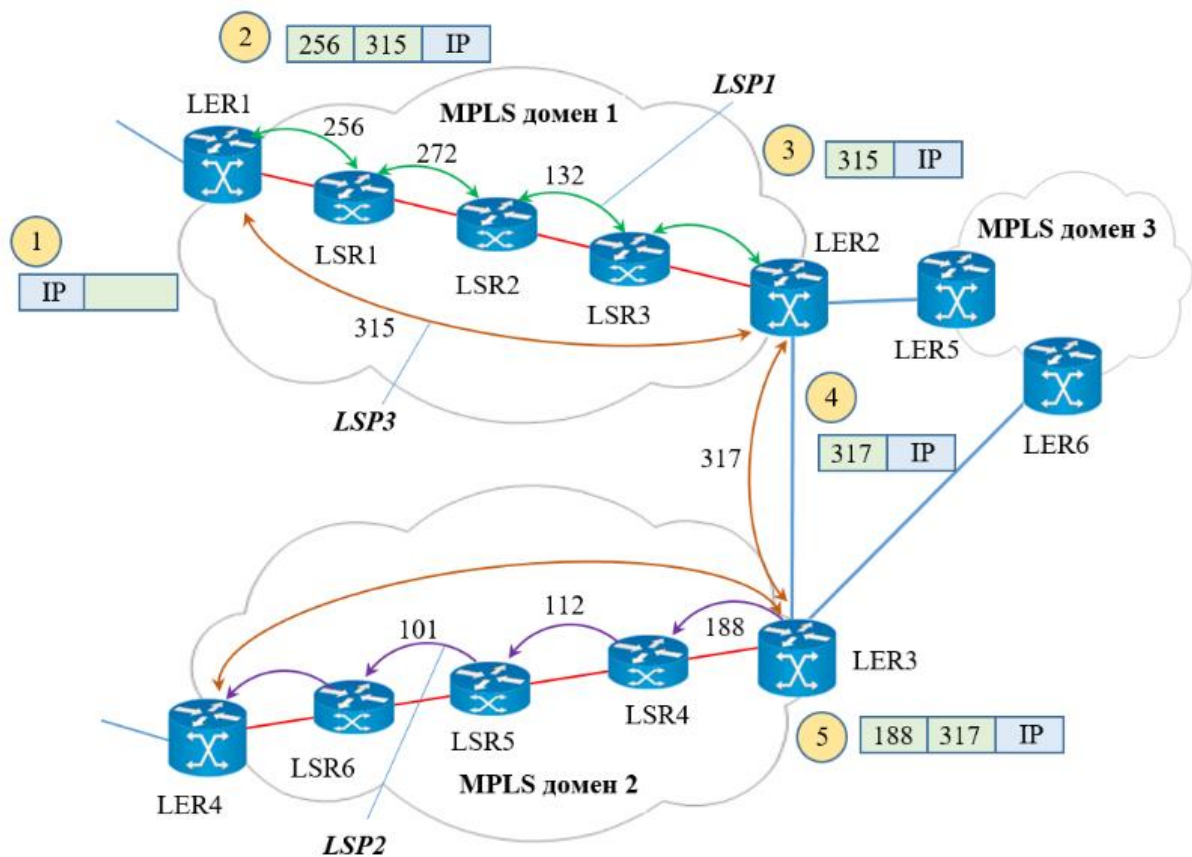 2
256 315 IP
LSP1
LER1
MPLS домен 1
256
3
315 IP
272
132
1
LSR1
LER2
MPLS домен 3
IP
LSR2
LSR3
315
LER5
LSP3
4
LER6
317
317 IP
112
101
188
LER3
LSR4
LSR5
5
188 317 IP
LSR6
MPLS домен 2
LER4
LSP2